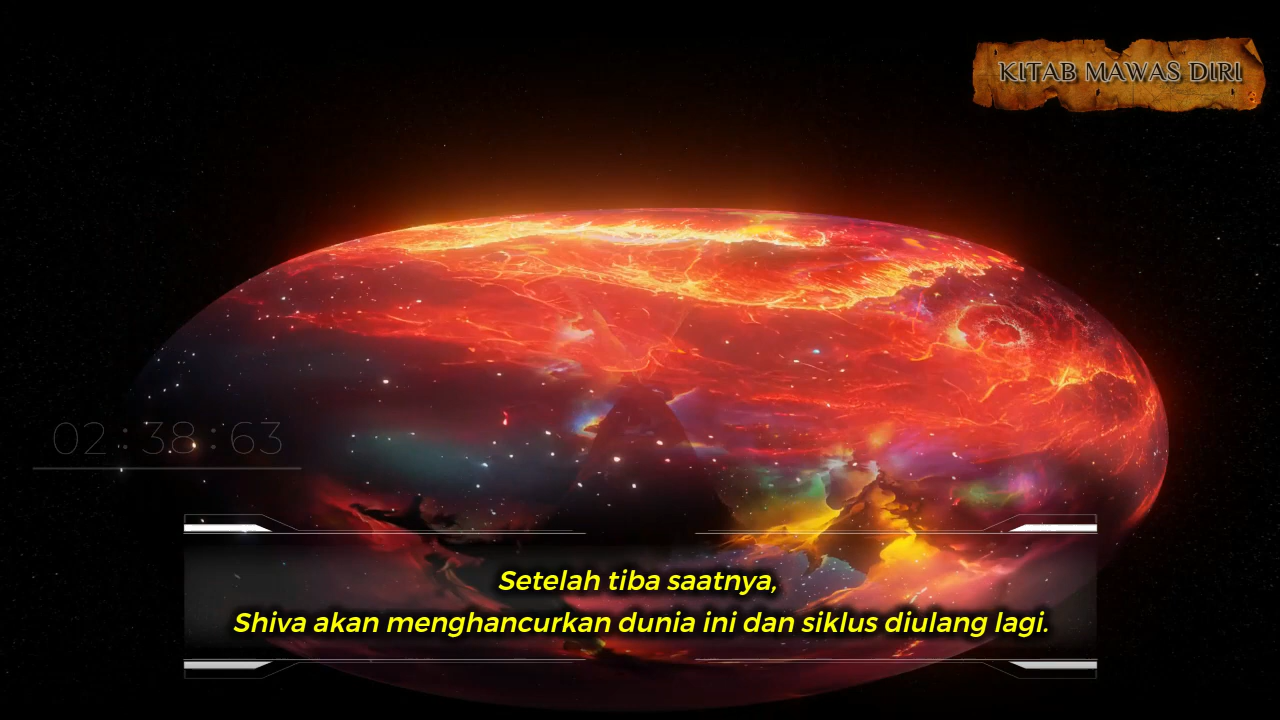 KITAB MAWAS DIRI
02:38:63
Setelah tiba saatnya,
Shiva akan menghancurkan dunia ini dan siklus diulang lagi.